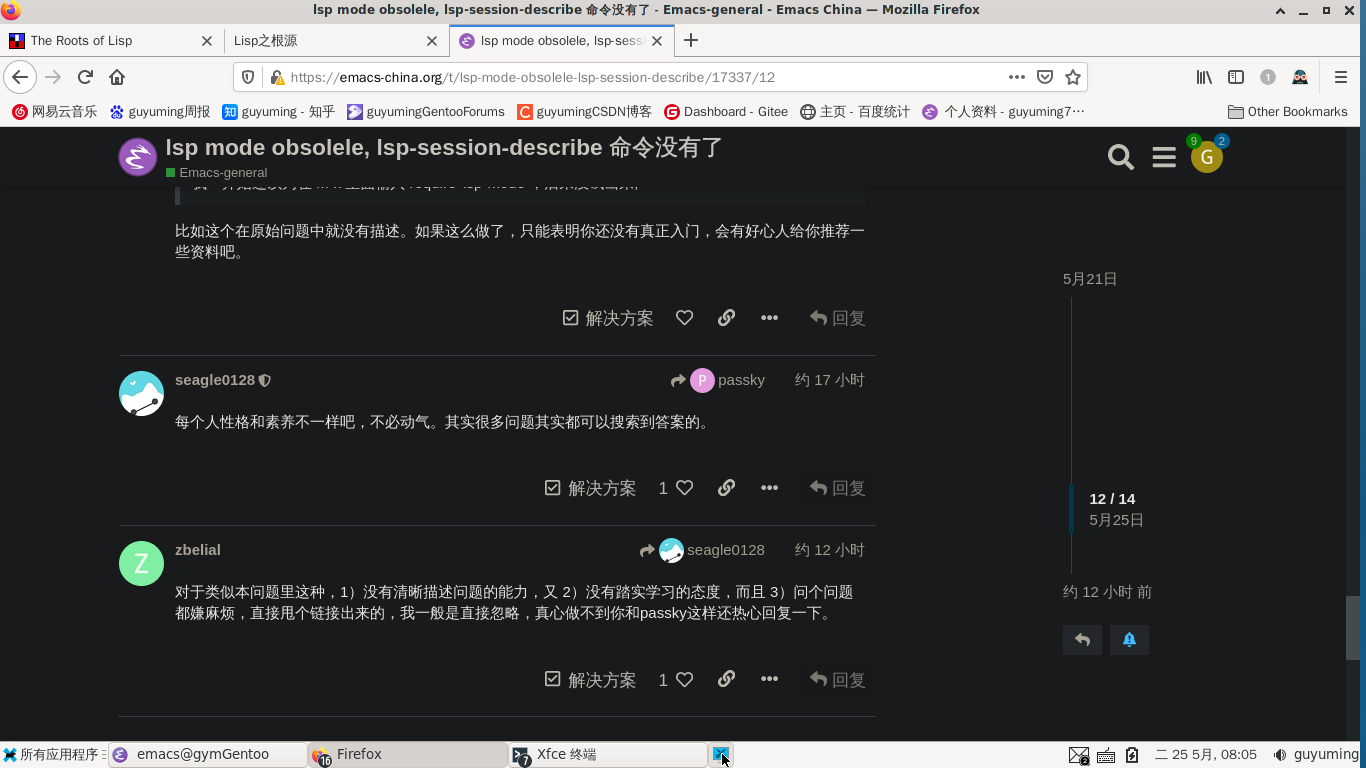 lsp mode obsolele, lsp-session-describe 命令没有了 - Emacs-general - Emacs China — Mozilla Firefox
The Roots of Lisp
Lisp之根源
lsp mode obsolele, lsp-sess
https://emacs-china.org/t/lsp-mode-obsolele-lsp-session-describe/17337/12
1
网易云音乐
guyuming周报
guyuming - 知乎
guyumingGentooForums
guyumingCSDN博客
Dashboard - Gitee
主页 - 百度统计
个人资料 - guyuming7…
Other Bookmarks
lsp mode obsolele, lsp-session-describe 命令没有了
Emacs-general
9
2
G
比如这个在原始问题中就没有描述。如果这么做了，只能表明你还没有真正入门，会有好心人给你推荐一
些资料吧。
解决方案
回复
seagle0128
P passky
约 17 小时
每个人性格和素养不一样吧，不必动气。其实很多问题其实都可以搜索到答案的。
解决方案
1
回复
Z
zbelial
seagle0128
约 12 小时
对于类似本问题里这种，1）没有清晰描述问题的能力，又 2）没有踏实学习的态度，而且 3）问个问题
都嫌麻烦，直接甩个链接出来的，我一般是直接忽略，真心做不到你和passky这样还热心回复一下。
解决方案
1
回复
5月21日
12 / 14
5月25日
约 12 小时 前
所有应用程序
emacs@gymGentoo
16
Firefox
7
Xfce 终端
2
二 25 5月, 08:05
guyuming